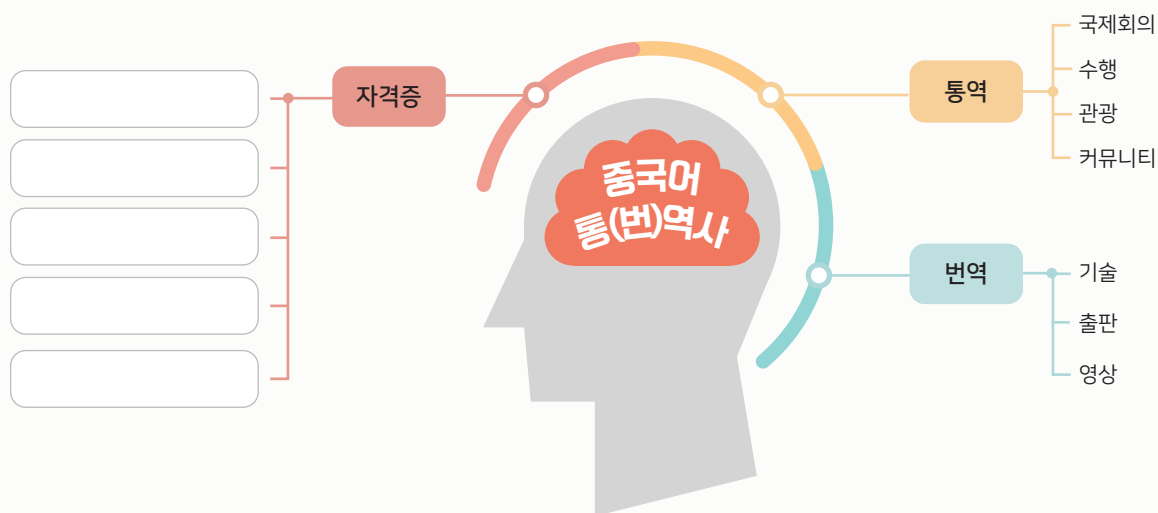 자격증
중국어
통(번)역사
통역
국제회의
수행
관광
커뮤니티
번역
기술
출판
영상